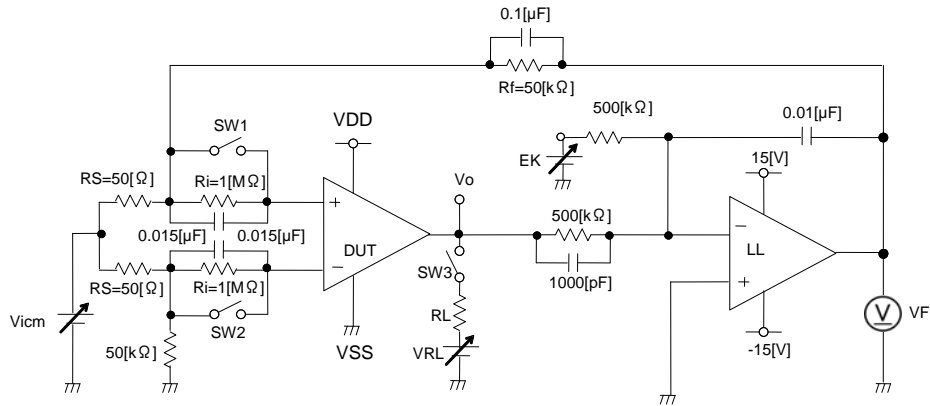 0.1[µF]
Rf=50[kΩ]
500[kΩ]
0.01[µF]
SW1
VDD
EK
15[V]
RS=50[Ω]
Ri=1[MΩ]
Vo
0.015[µF]
0.015[µF]
500[kΩ]
DUT
LL
SW3
RS=50[Ω]
Ri=1[MΩ]
1000[pF]
Vicm
SW2
RL
V
VF
50[kΩ]
VSS
VRL
-15[V]